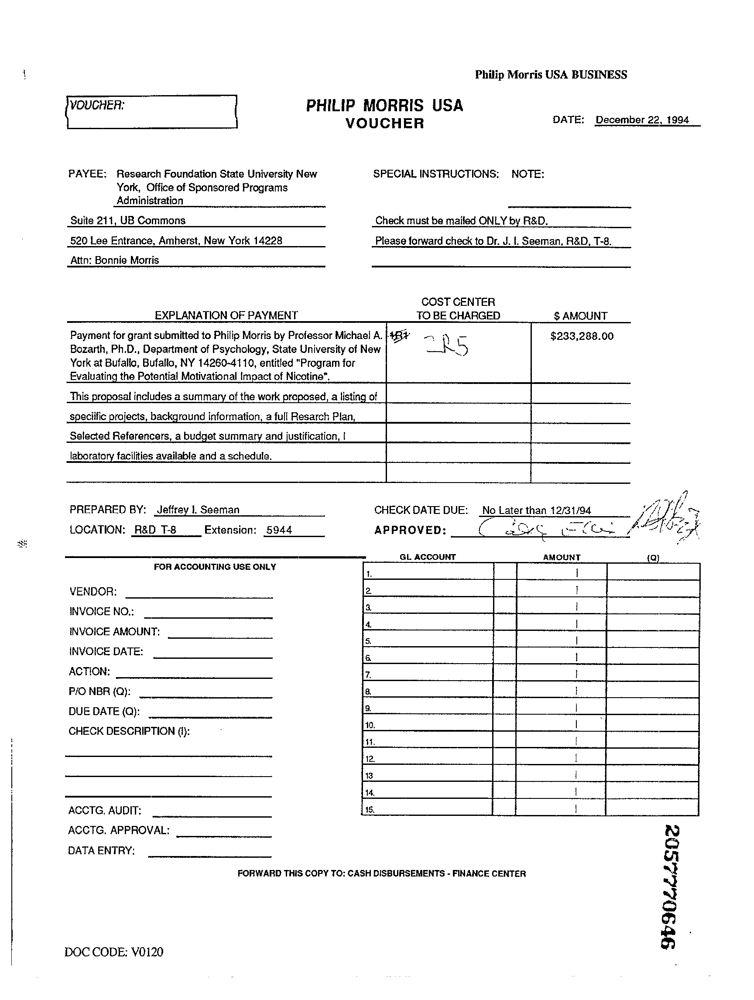 Philip Morris USA BUSINESS
VOUCHER:
PHILIP MORRIS USA
VOUCHER
DATE: December 22, 1994
PAYEE: Research Foundation State University New
York, Office of Sponsored Programs
Administration
Suite 211, UB Commons
520 Lee Entrance, Amherst, New York 14228
Attn: Bonnie Morris
SPECIAL INSTRUCTIONS: NOTE:
Check must be mailed ONLY by R&D.
Please forward check to Dr. J. I. Seeman, R&D, T-8.
EXPLANATION OF PAYMENT
COST CENTER
TO BE CHARGED
$ AMOUNT
Payment for grant submitted to Philip Morris by Professor Michael A.
Bozarth, Ph.D., Department of Psychology, State University of New
York at Bufallo, Bufallo, NY 14260-4110, entitled "Program for
Evaluating the Potential Motivational Impact of Nicotine".
2R5
$233,288.00
This proposal includes a summary of the work proposed, a listing of
speciific projects, background information, a full Resarch Plan,
Selected Referencers, a budget summary and justification, l
laboratory facilities available and a schedule.
PREPARED BY: Jeffrey I. Seeman
LOCATION: R&D T-8 Extension: 5944
CHECK DATE DUE: No Later than 12/31/94
APPROVED:
FOR ACCOUNTING USE ONLY
VENDOR:
INVOICE NO.:
INVOICE AMOUNT:
INVOICE DATE:
ACTION:
P/O NBR (Q):
DUE DATE (Q):
CHECK DESCRIPTION (I):
ACCTG. AUDIT:
ACCTG. APPROVAL:
DATA ENTRY:
GL ACCOUNT AMOUNT (Q)
1.
2.
3.
4.
5.
6.
7.
8.
9.
10.
11.
12.
13
14.
15.
FORWARD THIS COPY TO: CASH DISBURSEMENTS - FINANCE CENTER
2057770646
DOC CODE: V0120